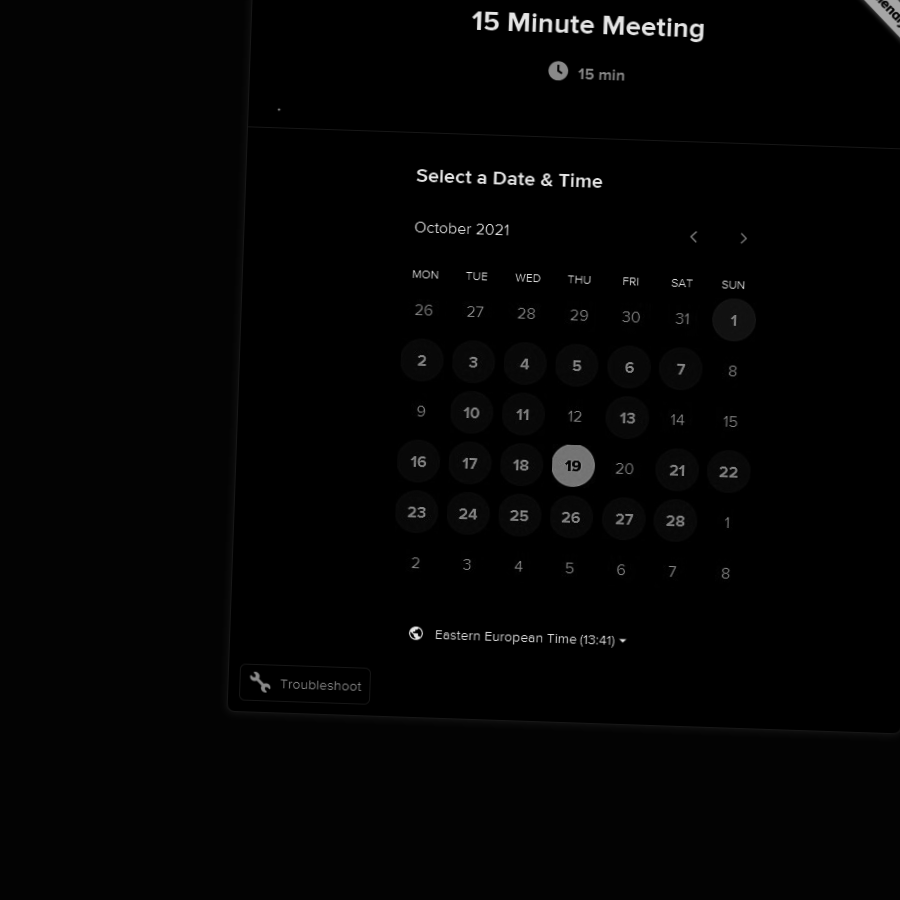 15 Minute Meeting
15 min
Select a Date & Time
October 2021
MON TUE WED THU FRI SAT SUN
26 27 28 29 30 31 1
2 3 4 5 6 7 8
9 10 11 12 13 14 15
16 17 18 19 20 21 22
23 24 25 26 27 28 1
2 3 4 5 6 7 8
Eastern European Time (13:41)
Troubleshoot